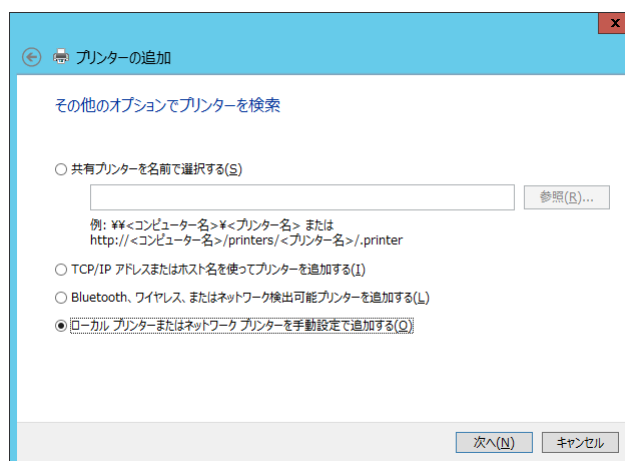 x
プリンターの追加
その他のオプションでプリンターを検索
共有プリンターを名前で選択する(S)
参照(R)...
例: ¥¥<コンピューター名>¥<プリンター名> または
http://<コンピューター名>/printers/<プリンター名>/.printer
TCP/IP アドレスまたはホスト名を使ってプリンターを追加する(I)
Bluetooth、ワイヤレス、またはネットワーク検出可能プリンターを追加する(L)
ローカル プリンターまたはネットワーク プリンターを手動設定で追加する(O)
次へ(N)
キャンセル